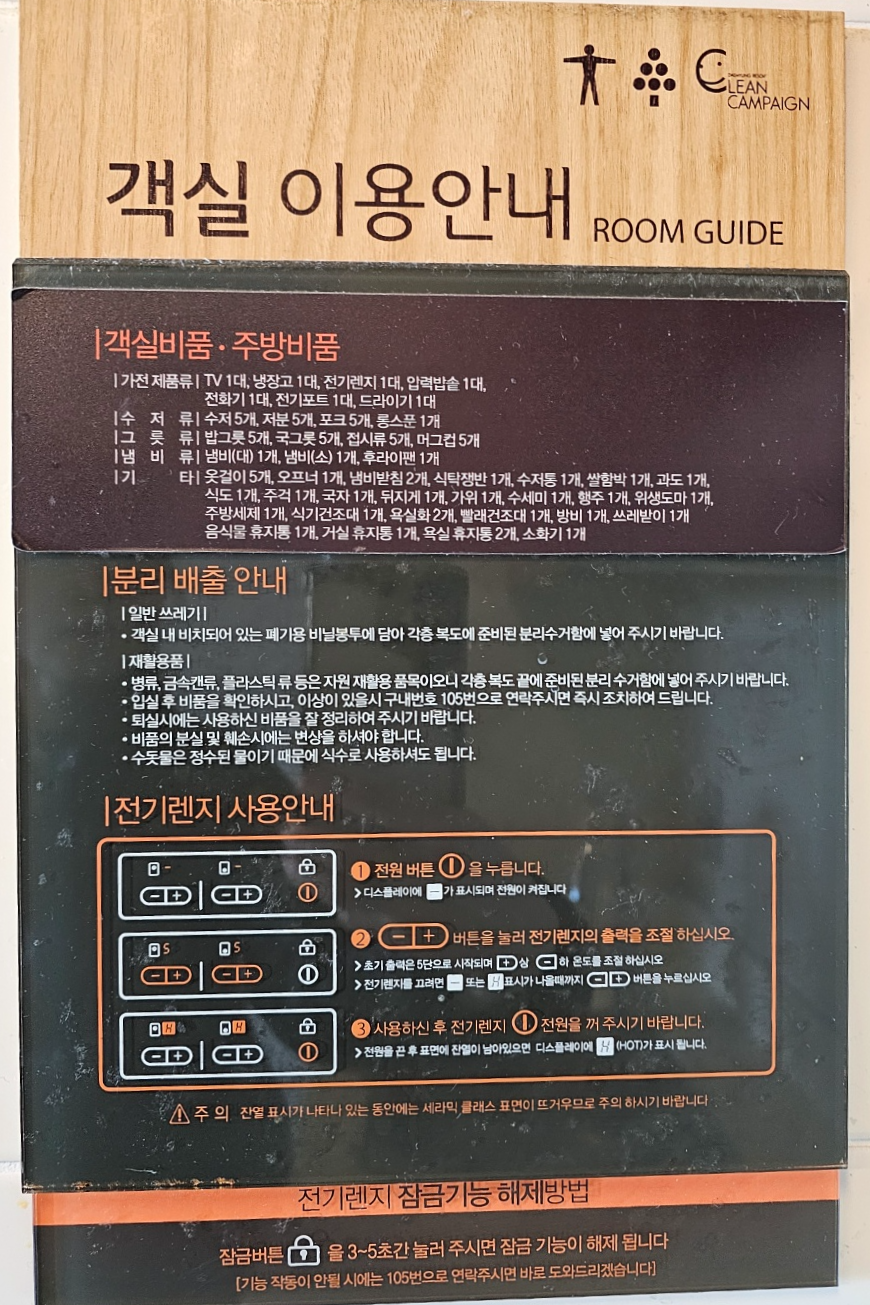 CLEAN
CAMPAIGN
객실 이용안내 ROOM GUIDE
|객실비품·주방비품
|가전 제품류| TV 1대, 냉장고 1대, 전기렌지 1대, 압력밥솥 1대,
전화기 1대, 전기포트 1대, 드라이기 1대
|수 저 류| 수저 5개, 저분 5개, 포크 5개, 롱스푼 1개
|그 릇 류| 밥그릇 5개, 국그릇 5개, 접시류 5개, 머그컵 5개
|냄 비 류| 냄비(대) 1개, 냄비(소) 1개, 후라이팬 1개
|기 타| 옷걸이 5개, 오프너 1개, 냄비받침 2개, 식탁쟁반 1개, 수저통 1개, 쌀함박 1개, 과도 1개,
식도 1개, 주걱 1개, 국자 1개, 뒤지게 1개, 가위 1개, 수세미 1개, 행주 1개, 위생도마 1개,
주방세제 1개, 식기건조대 1개, 욕실화 2개, 빨래건조대 1개, 방비 1개, 쓰레받이 1개
음식물 휴지통 1개, 거실 휴지통 1개, 욕실 휴지통 2개, 소화기 1개
|분리 배출 안내
|일반 쓰레기|
• 객실 내 비치되어 있는 폐기용 비닐봉투에 담아 각층 복도에 준비된 분리수거함에 넣어 주시기 바랍니다.
|재활용품|
• 병류, 금속캔류, 플라스틱 류 등은 자원 재활용 품목이오니 각층 복도 끝에 준비된 분리 수거함에 넣어 주시기 바랍니다.
• 입실 후 비품을 확인하시고, 이상이 있을시 구내번호 105번으로 연락주시면 즉시 조치하여 드립니다.
• 퇴실시에는 사용하신 비품을 잘 정리하여 주시기 바랍니다.
• 비품의 분실 및 훼손시에는 변상을 하셔야 합니다.
• 수돗물은 정수된 물이기 때문에 식수로 사용하셔도 됩니다.
|전기렌지 사용안내
① 전원 버튼 을 누릅니다.
> 디스플레이에 - 가 표시되며 전원이 켜집니다
② - + 버튼을 눌러 전기렌지의 출력을 조절 하십시오.
5 5
> 초기 출력은 5단으로 시작되며 + 상 - 하 온도를 조절 하십시오
> 전기렌지를 끄려면 - 또는 H 표시가 나올때까지 - + 버튼을 누르십시오
H H
③ 사용하신 후 전기렌지 전원을 꺼 주시기 바랍니다.
> 전원을 끈 후 표면에 잔열이 남아있으면 디스플레이에 H (HOT)가 표시 됩니다.
⚠ 주 의 잔열 표시가 나타나 있는 동안에는 세라믹 클래스 표면이 뜨거우므로 주의 하시기 바랍니다
전기렌지 잠금기능 해제방법
잠금버튼 을 3~5초간 눌러 주시면 잠금 기능이 해제 됩니다
[기능 작동이 안될 시에는 105번으로 연락주시면 바로 도와드리겠습니다]